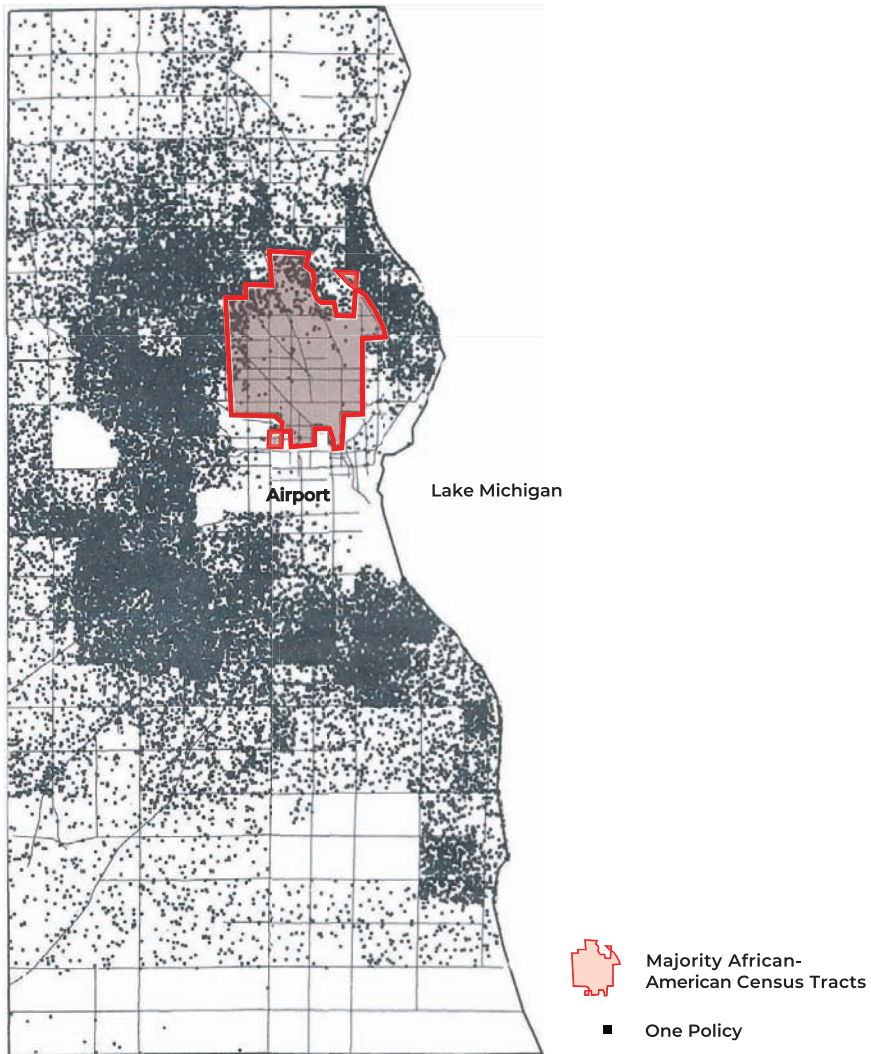 Airport
Lake Michigan
Majority African-
American Census Tracts
One Policy